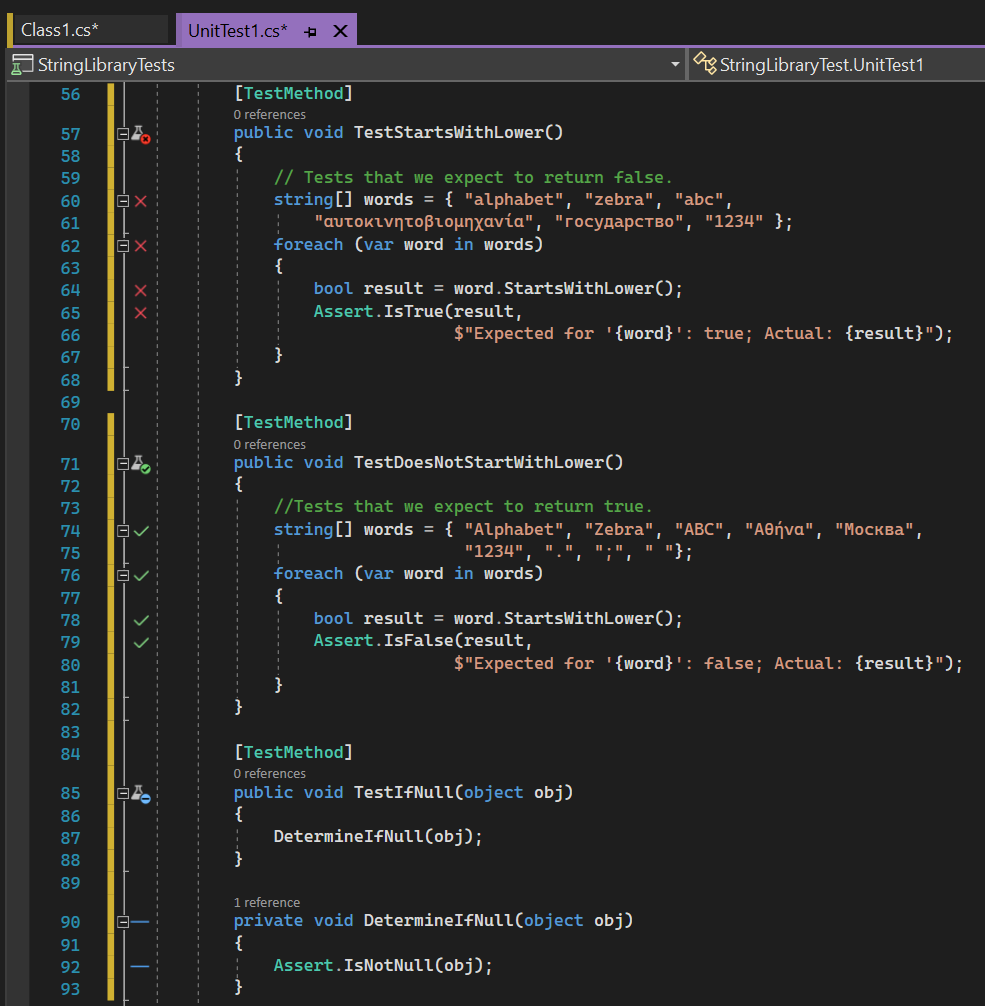 Class1.cs*
UnitTest1.cs*
StringLibraryTests
StringLibraryTest.UnitTest1
56 [TestMethod]
0 references
57 public void TestStartsWithLower()
58 {
59 // Tests that we expect to return false.
60 string[] words = { "alphabet", "zebra", "abc",
61 "αυτοκινητοβιομηχανία", "государство", "1234" };
62 foreach (var word in words)
63 {
64 bool result = word.StartsWithLower();
65 Assert.IsTrue(result,
66 $"Expected for '{word}': true; Actual: {result}");
67 }
68 }
69
70 [TestMethod]
0 references
71 public void TestDoesNotStartWithLower()
72 {
73 //Tests that we expect to return true.
74 string[] words = { "Alphabet", "Zebra", "ABC", "Αθήνα", "Москва",
75 "1234", ".", ";", " "};
76 foreach (var word in words)
77 {
78 bool result = word.StartsWithLower();
79 Assert.IsFalse(result,
80 $"Expected for '{word}': false; Actual: {result}");
81 }
82 }
83
84 [TestMethod]
0 references
85 public void TestIfNull(object obj)
86 {
87 DetermineIfNull(obj);
88 }
89
1 reference
90 private void DetermineIfNull(object obj)
91 {
92 Assert.IsNotNull(obj);
93 }